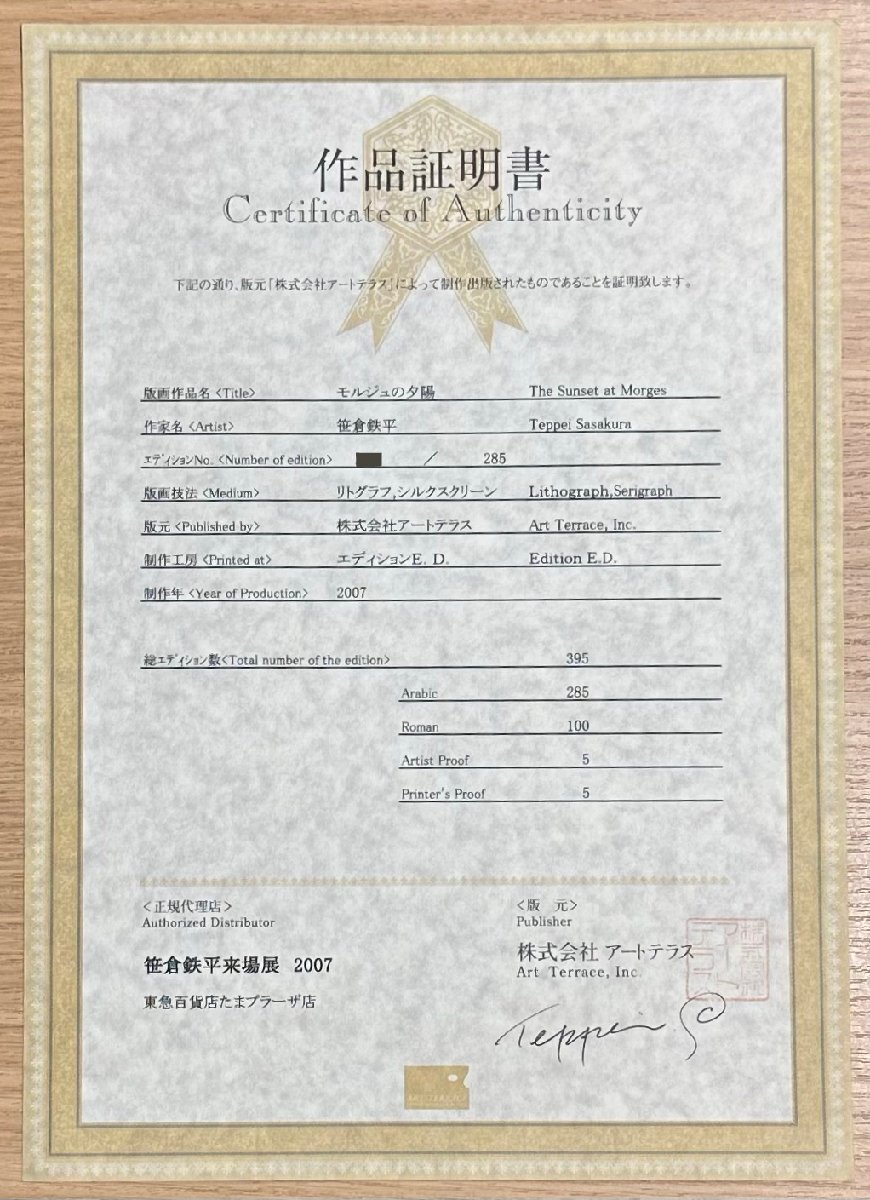 作品証明書
Certificate of Authenticity
下記の通り、版元「株式会社アートテラス」によって制作出版されたものであることを証明致します。
版画作品名 <Title> モルジュの夕陽 The Sunset at Morges
作家名 <Artist> 笹倉鉄平 Teppei Sasakura
エディションNo. <Number of edition> / 285
版画技法 <Medium> リトグラフ,シルクスクリーン Lithograph,Serigraph
版元 <Published by> 株式会社アートテラス Art Terrace, Inc.
制作工房 <Printed at> エディションE. D. Edition E.D.
制作年 <Year of Production> 2007
総エディション数<Total number of the edition> 395
Arabic 285
Roman 100
Artist Proof 5
Printer's Proof 5
<正規代理店>
Authorized Distributor
笹倉鉄平来場展 2007
東急百貨店たまプラーザ店
<版 元>
Publisher
株式会社 アートテラス
Art Terrace, Inc.
Teppei S